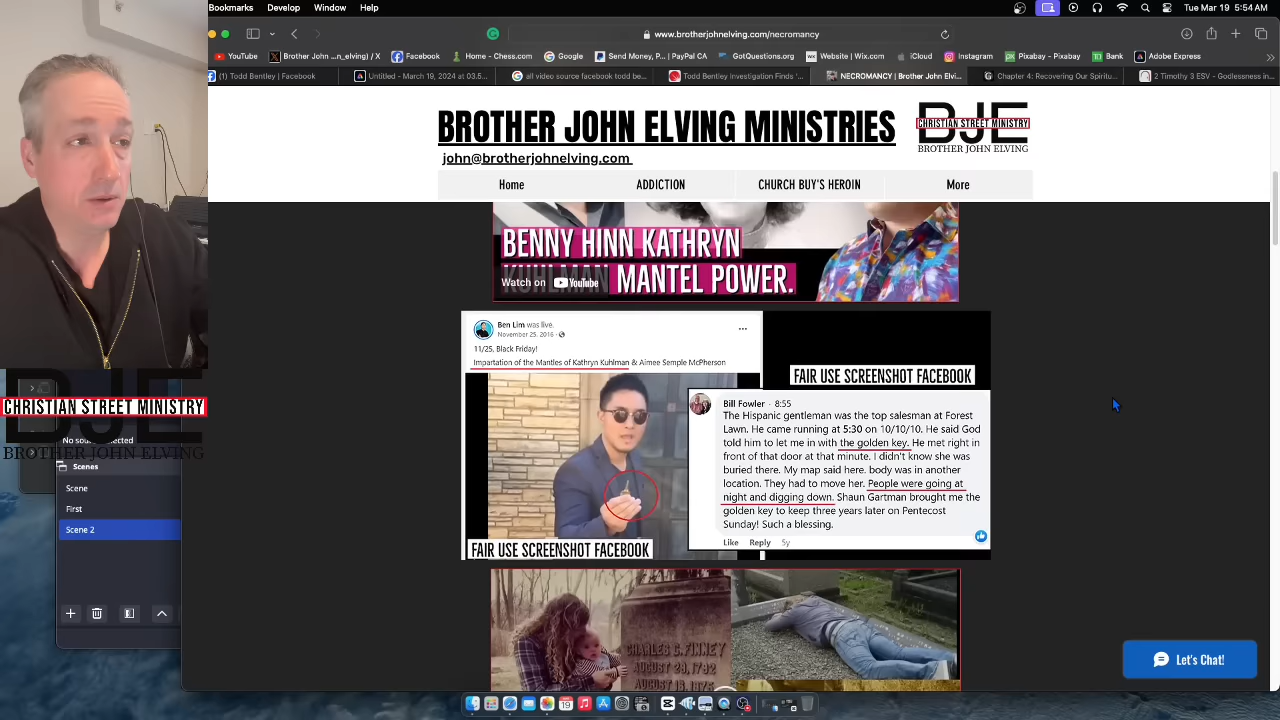 Chrome Desktop
Tue Mar 19 5:54 AM
www.brotherjohnelving.com/necromancy
YouTube
Brother John ...n_elving) / X
Facebook
Home - Chess.com
Google
Send Money, P... | PayPal CA
GotQuestions.org
Website | Wix.com
Instagram
Pixabay - Pixabay
Boxing Day
Adobe Express
(1) Todd Bentley | Facebook
Untitled - March 19, 2024 at 03.5...
all video source facebook todd be...
Todd Bentley Investigation Finds '...
NECROMANCY | Brother John Elvi...
Chapter 4: Recovering Our Spiritu...
2 Timothy 3 ESV - Godlessness in...
BROTHER JOHN ELVING MINISTRIES
john@brotherjohnelving.com
BJE
CHRISTIAN STREET MINISTRY
BROTHER JOHN ELVING
Home
ADDICTION
CHURCH BUY'S HEROIN
More
BENNY HINN KATHRYN
KUHLMAN MANTEL POWER.
Watch on YouTube
Ben Lim was live.
November 25, 2016
11/25, Black Friday!
Impartation of the Mantles of Kathryn Kuhlman & Aimee Semple McPherson
FAIR USE SCREENSHOT FACEBOOK
Bill Fowler · 8:55
The Hispanic gentleman was the top salesman at Forest
Lawn. He came running at 5:30 on 10/10/10. He said God
told him to let me in with the golden key. He met right in
front of that door at that minute. I didn't know she was
buried there. My map said here. body was in another
location. They had to move her. People were going at
night and digging down. Shaun Gartman brought me the
golden key to keep three years later on Pentecost
Sunday! Such a blessing.
Like Reply 5y
FAIR USE SCREENSHOT FACEBOOK
CHARLES G. FINNEY
AUGUST 29, 1792
AUGUST 16, 1875
Let's Chat!
BJE
CHRISTIAN STREET MINISTRY
BROTHER JOHN ELVING
Scenes
Scene
First
Scene 2